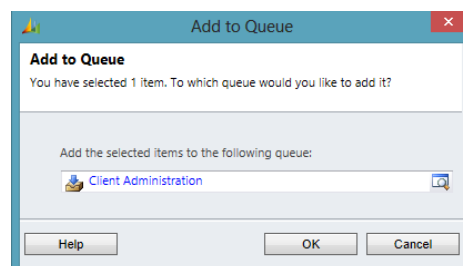 Add to Queue
Add to Queue
You have selected 1 item. To which queue would you like to add it?
Add the selected items to the following queue:
Client Administration
Help
OK
Cancel